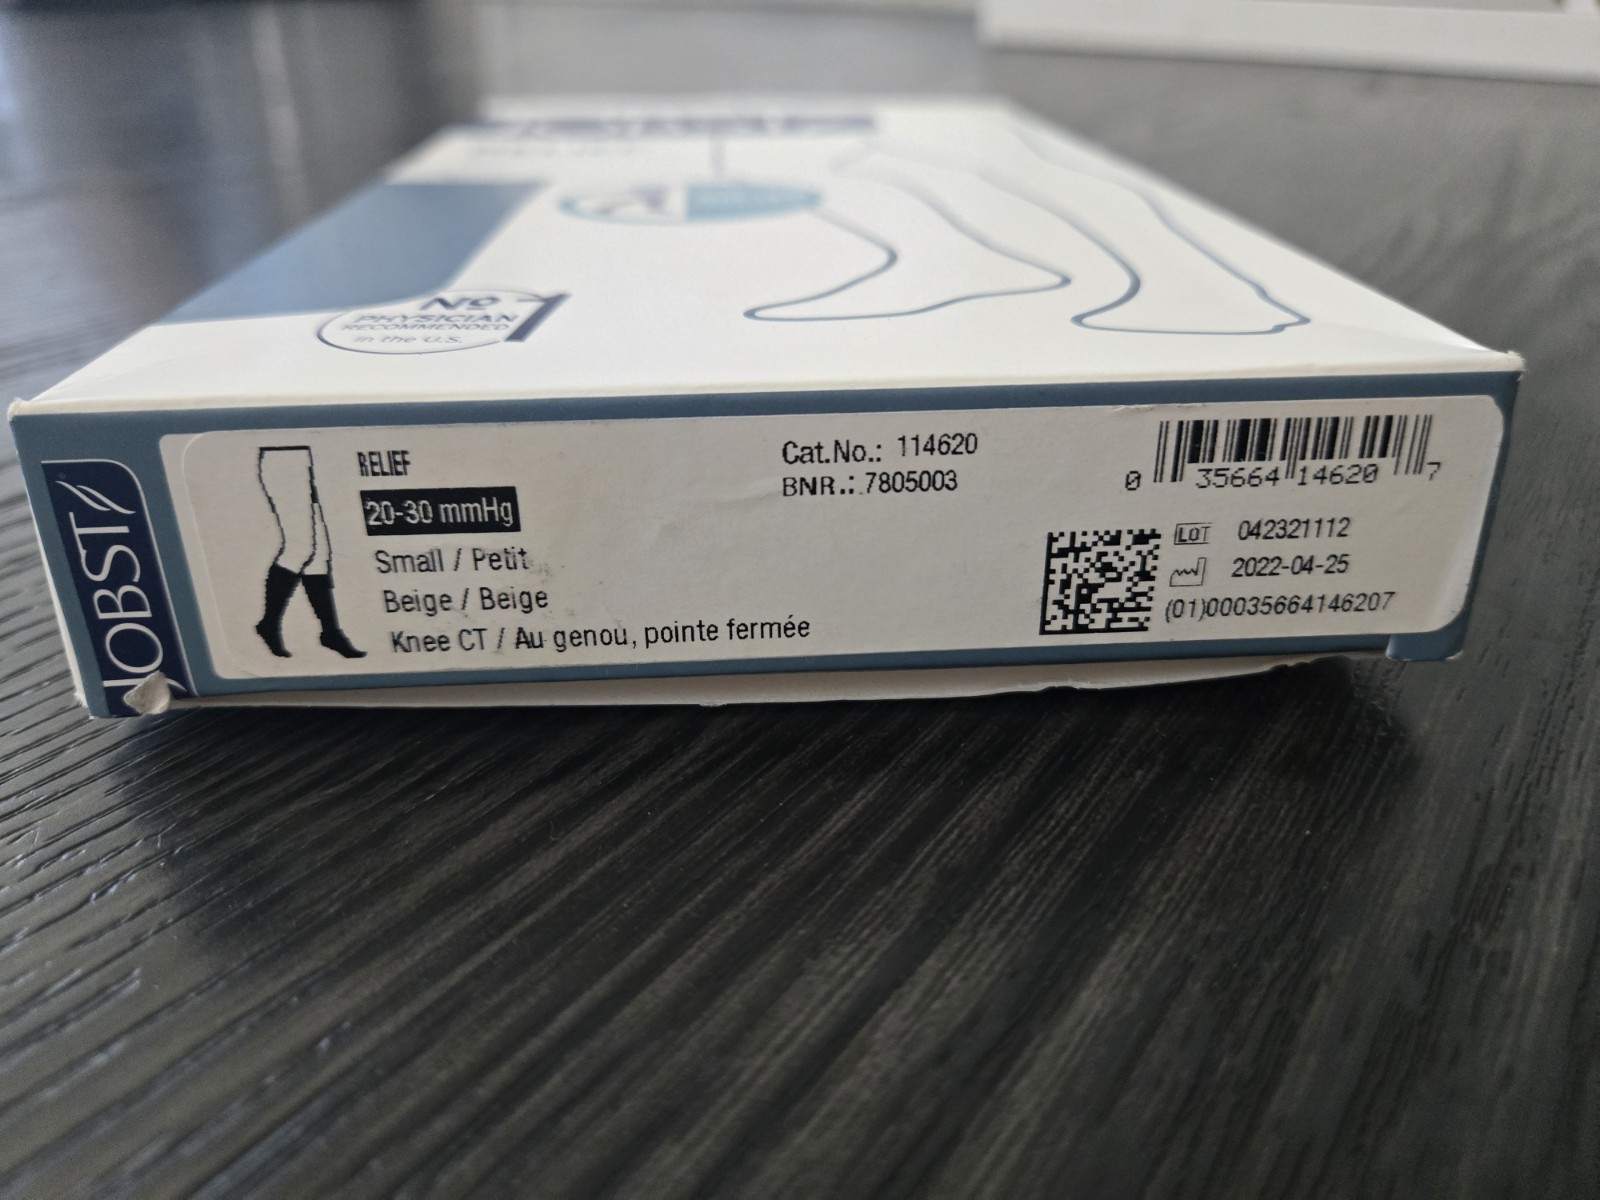 No 1
PHYSICIAN
RECOMMENDED
in the U.S.
JOBST
RELIEF
20-30 mmHg
Small / Petit
Beige / Beige
Knee CT / Au genou, pointe fermée
Cat.No.: 114620
BNR.: 7805003
0 35664 14620 7
LOT 042321112
2022-04-25
(01)00035664146207